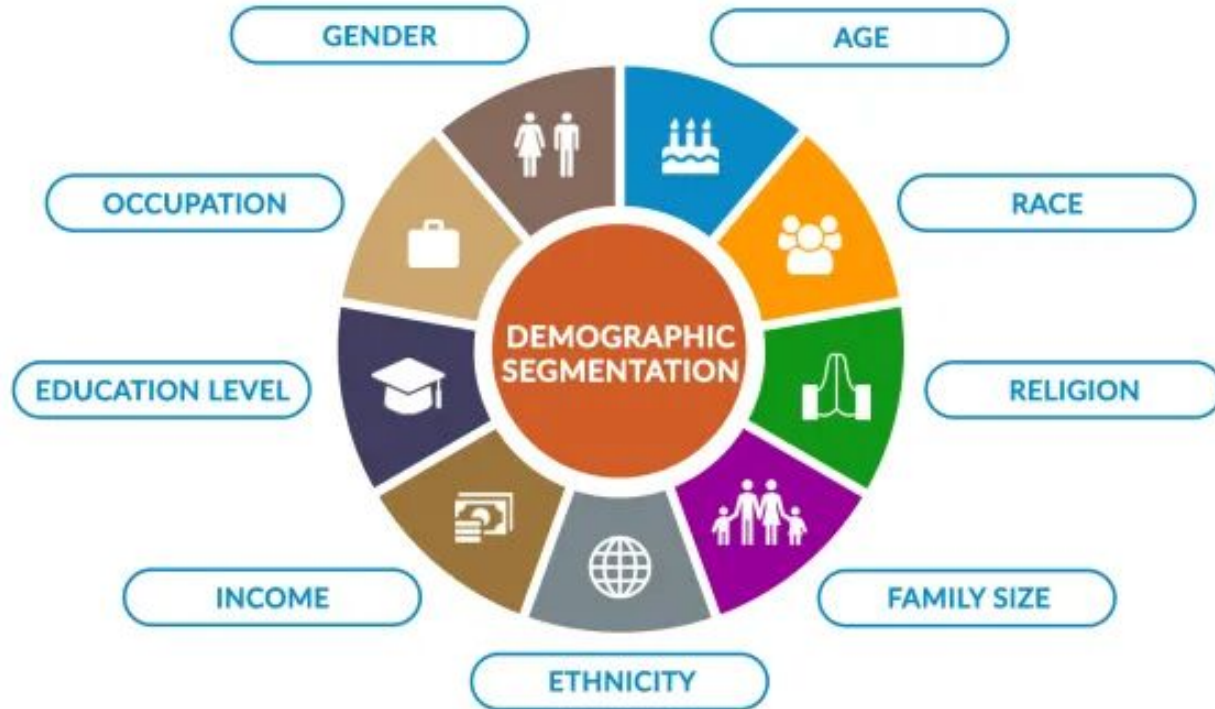 GENDER
AGE
OCCUPATION
RACE
DEMOGRAPHIC
SEGMENTATION
EDUCATION LEVEL
RELIGION
INCOME
FAMILY SIZE
ETHNICITY